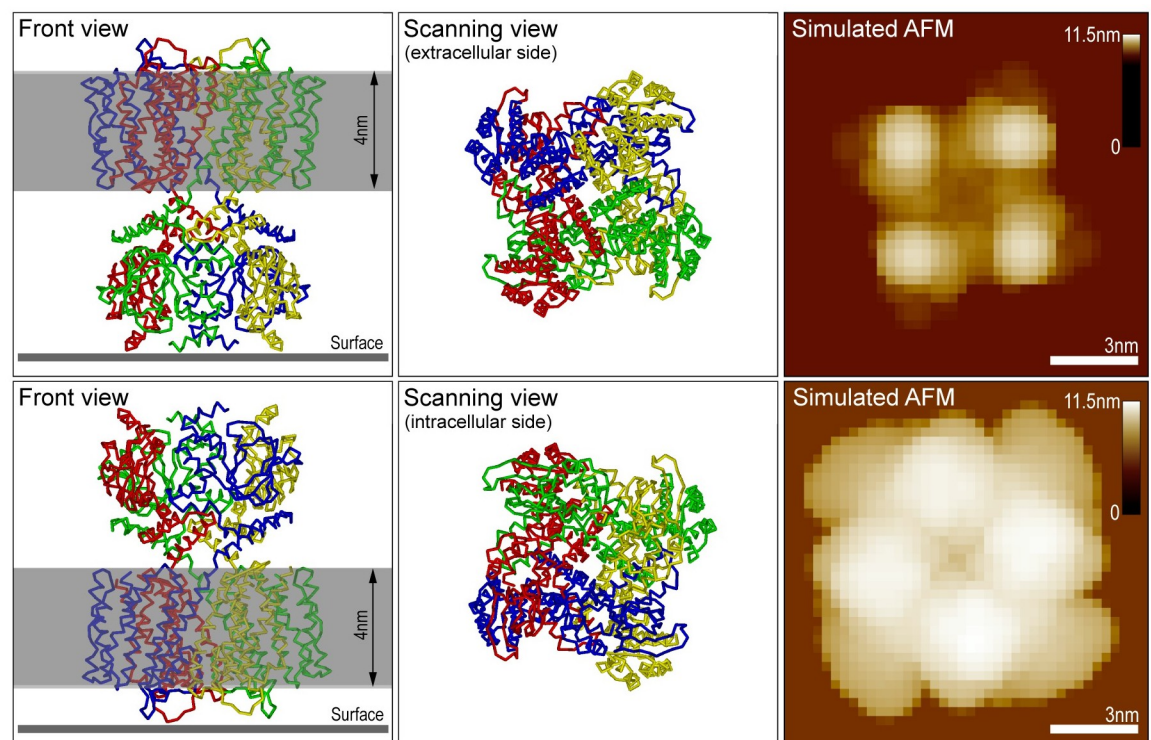 Front view
4nm
Surface
Scanning view
(extracellular side)
Simulated AFM
11.5nm
0
3nm
Front view
4nm
Surface
Scanning view
(intracellular side)
Simulated AFM
11.5nm
0
3nm